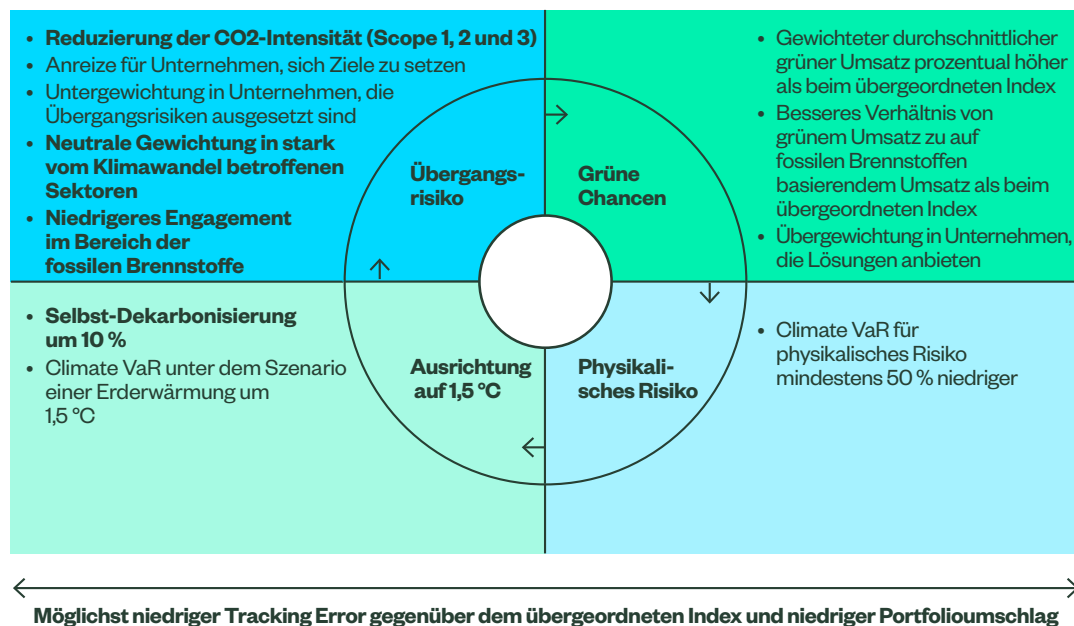 • Reduzierung der CO2-Intensität (Scope 1, 2 und 3)
• Anreize für Unternehmen, sich Ziele zu setzen
• Untergewichtung in Unternehmen, die
Übergangsrisiken ausgesetzt sind
• Neutrale Gewichtung in stark
vom Klimawandel betroffenen
Sektoren
• Niedrigeres Engagement
im Bereich der
fossilen Brennstoffe
Übergangs-
risiko
Grüne
Chancen
• Gewichteter durchschnittlicher
grüner Umsatz prozentual höher
als beim übergeordneten Index
• Besseres Verhältnis von
grünem Umsatz zu auf
fossilen Brennstoffen
basierendem Umsatz als beim
übergeordneten Index
• Übergewichtung in Unternehmen,
die Lösungen anbieten
• Selbst-Dekarbonisierung
um 10 %
• Climate VaR unter dem Szenario
einer Erderwärmung um
1,5 °C
Ausrichtung
auf 1,5 °C
Physikali-
sches Risiko
• Climate VaR für
physikalisches Risiko
mindestens 50 % niedriger
Möglichst niedriger Tracking Error gegenüber dem übergeordneten Index und niedriger Portfolioumschlag